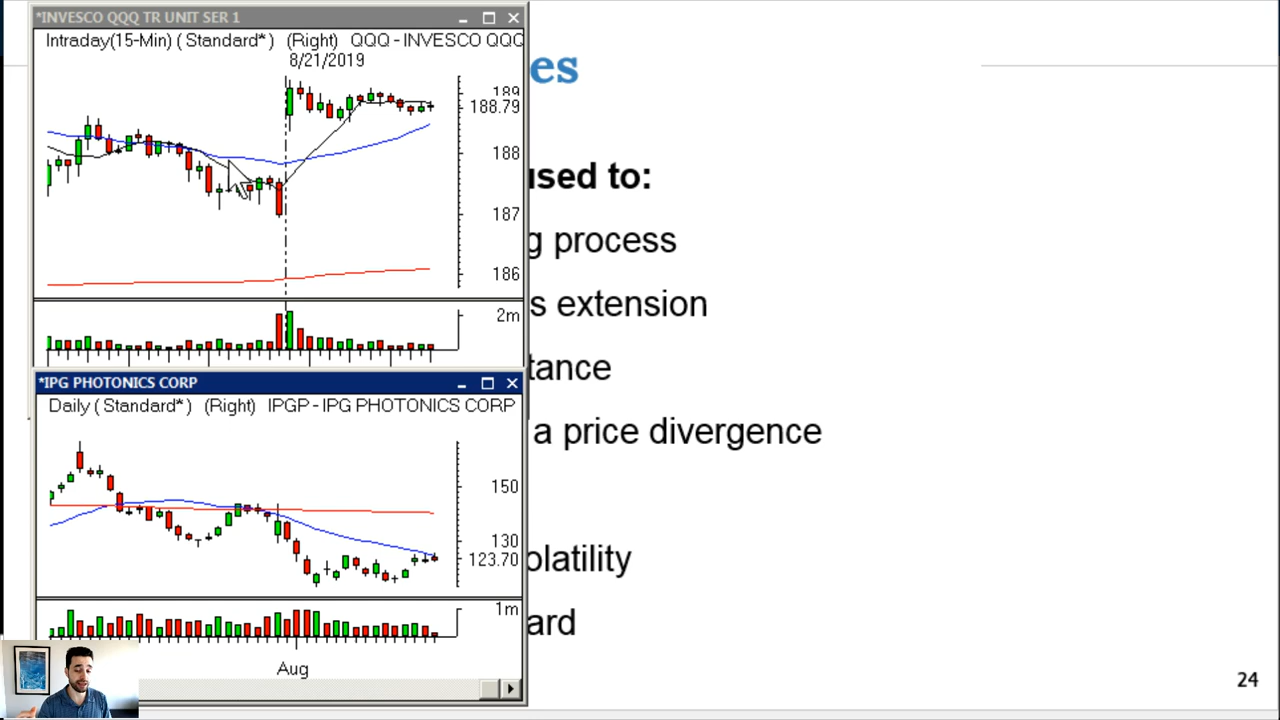 *INVESCO QQQ TR UNIT SER 1
Intraday(15-Min) ( Standard* ) (Right) QQQ - INVESCO QQQ
8/21/2019
189
188.79
188
187
186
2m
*IPG PHOTONICS CORP
Daily ( Standard* ) (Right) IPGP - IPG PHOTONICS CORP
150
130
123.70
1m
Aug
es
used to:
g process
s extension
tance
a price divergence
olatility
ard
24